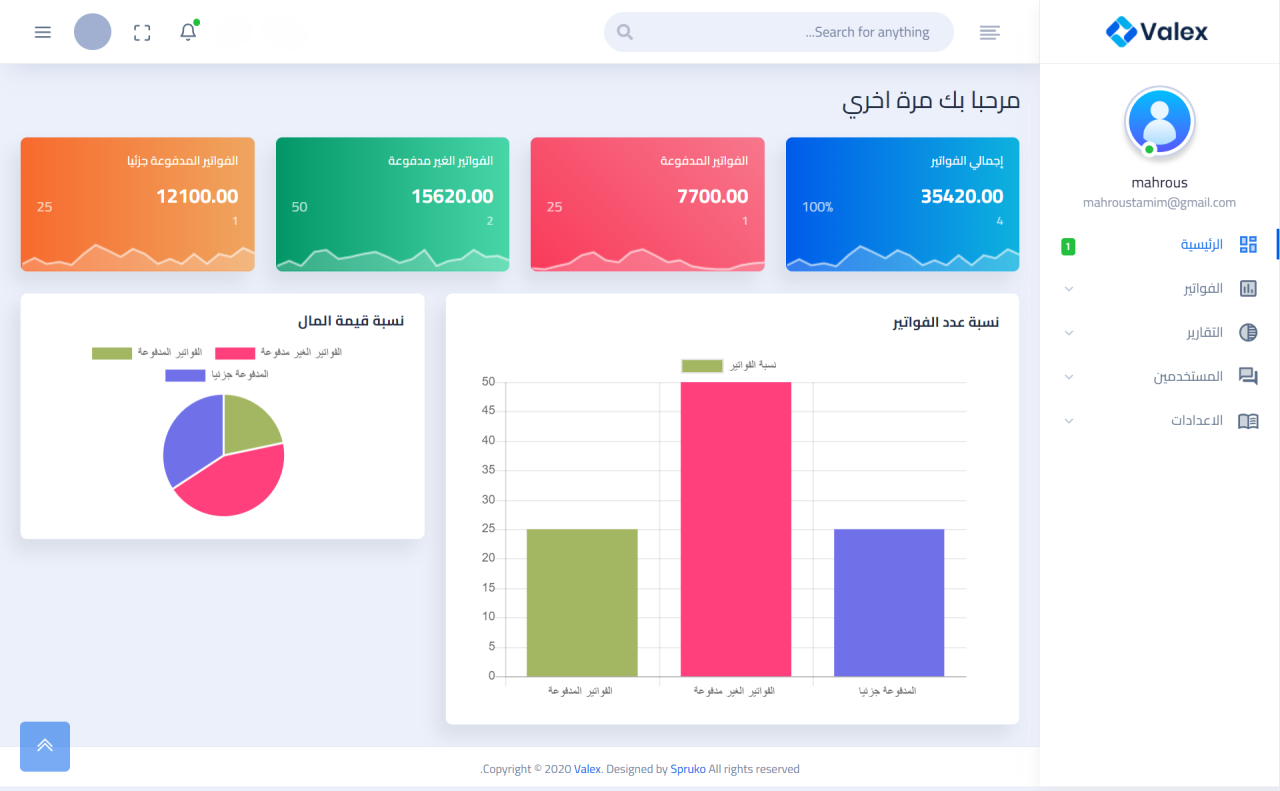 Valex
Search for anything...
mahrous
mahroustamim@gmail.com
الرئيسية
1
الفواتير
التقارير
المستخدمين
الاعدادات
مرحبا بك مرة اخري
إجمالي الفواتير
35420.00
4
100%
الفواتير المدفوعة
7700.00
1
25
الفواتير الغير مدفوعة
15620.00
2
50
الفواتير المدفوعة جزئيا
12100.00
1
25
نسبة عدد الفواتير
نسبة الفواتير
50
45
40
35
30
25
20
15
10
5
0
الفواتير المدفوعة
الفواتير الغير مدفوعة
المدفوعة جزئيا
نسبة قيمة المال
الفواتير المدفوعة
الفواتير الغير مدفوعة
المدفوعة جزئيا
Copyright © 2020 Valex. Designed by Spruko All rights reserved.